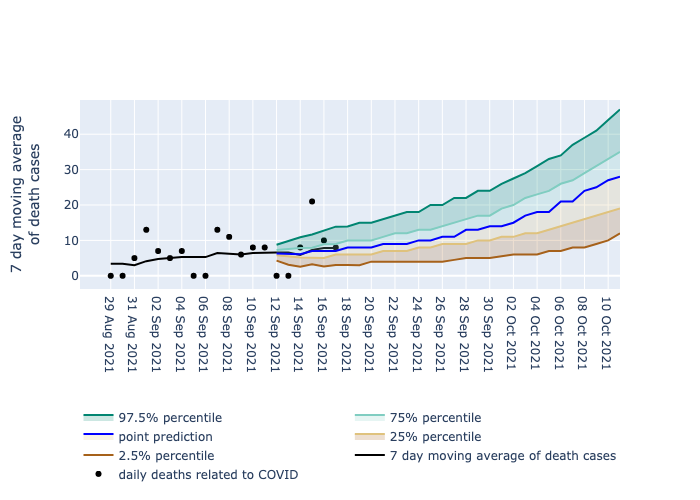 7 day moving average
of death cases
40
30
20
10
0
29 Aug 2021
31 Aug 2021
02 Sep 2021
04 Sep 2021
06 Sep 2021
08 Sep 2021
10 Sep 2021
12 Sep 2021
14 Sep 2021
16 Sep 2021
18 Sep 2021
20 Sep 2021
22 Sep 2021
24 Sep 2021
26 Sep 2021
28 Sep 2021
30 Sep 2021
02 Oct 2021
04 Oct 2021
06 Oct 2021
08 Oct 2021
10 Oct 2021
97.5% percentile
75% percentile
point prediction
25% percentile
2.5% percentile
7 day moving average of death cases
daily deaths related to COVID